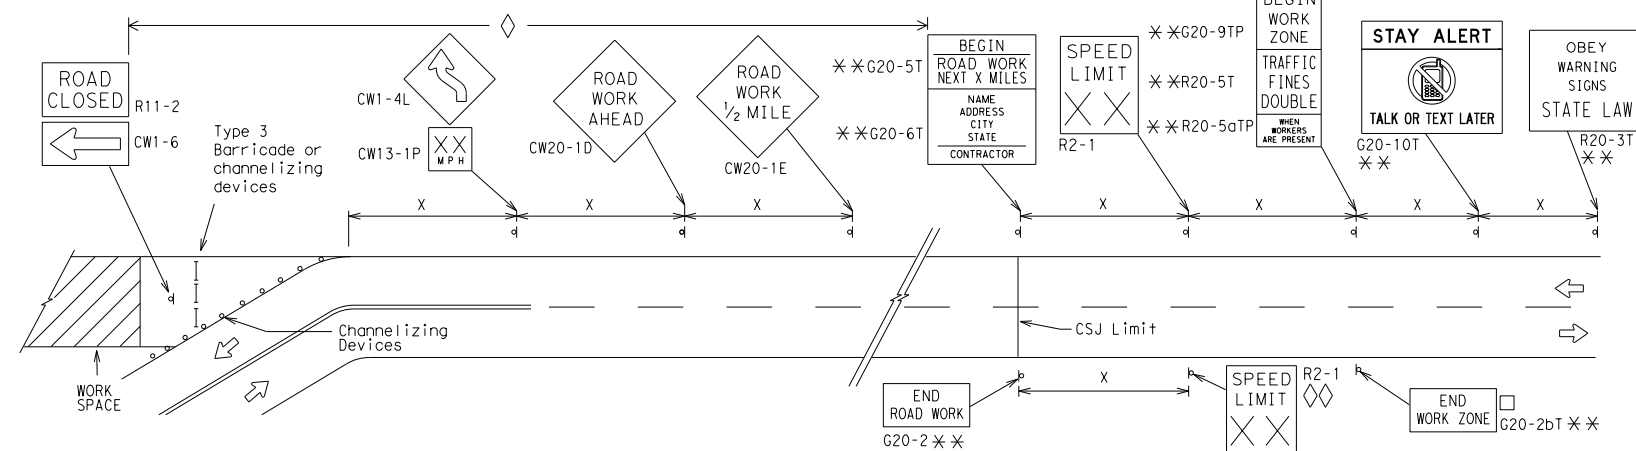 ROAD
CLOSED
R11-2
CW1-6
Type 3
Barricade or
channelizing
devices
CW1-4L
CW13-1P
XX
MPH
ROAD
WORK
AHEAD
CW20-1D
ROAD
WORK
1/2 MILE
CW20-1E
**G20-5T
**G20-6T
BEGIN
ROAD WORK
NEXT X MILES
NAME
ADDRESS
CITY
STATE
CONTRACTOR
SPEED
LIMIT
XX
R2-1
**G20-9TP
**R20-5T
**R20-5aTP
BEGIN
WORK
ZONE
TRAFFIC
FINES
DOUBLE
WHEN
WORKERS
ARE PRESENT
STAY ALERT
TALK OR TEXT LATER
G20-10T
**
OBEY
WARNING
SIGNS
STATE LAW
R20-3T
**
X X X X X X X
Channelizing
Devices
CSJ Limit
WORK
SPACE
END
ROAD WORK
G20-2 **
X
SPEED
LIMIT
XX
R2-1
END
WORK ZONE
G20-2bT **